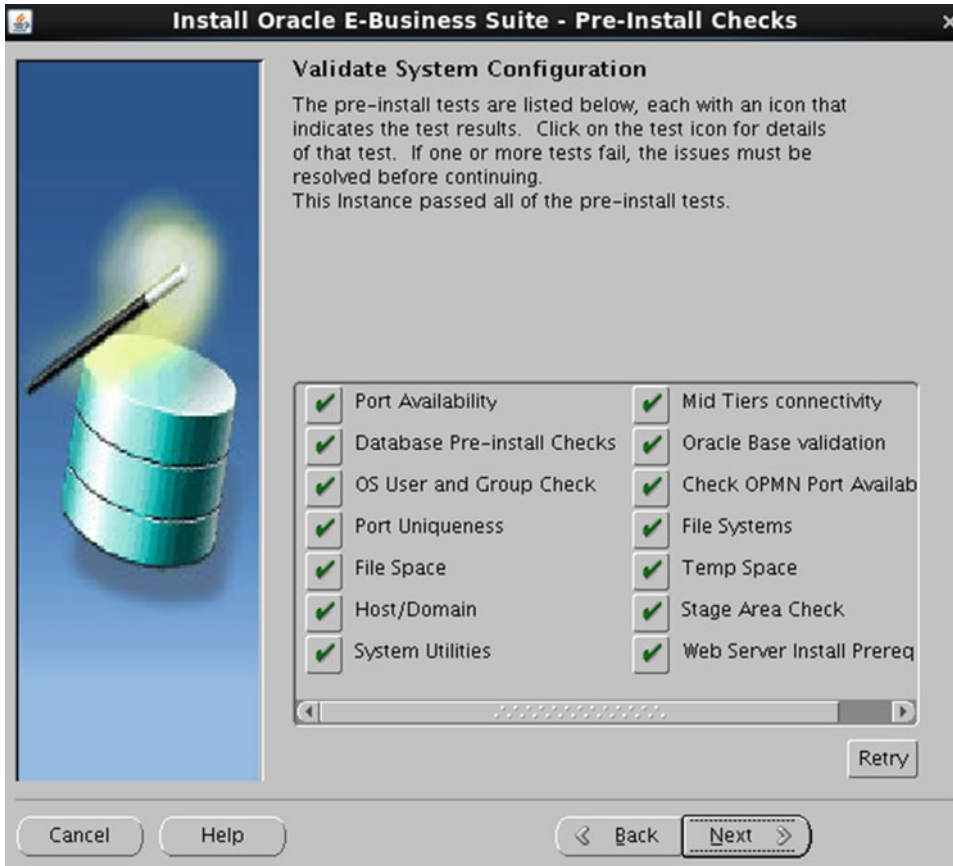 Install Oracle E-Business Suite - Pre-Install Checks
Validate System Configuration
The pre-install tests are listed below, each with an icon that
indicates the test results. Click on the test icon for details
of that test. If one or more tests fail, the issues must be
resolved before continuing.
This Instance passed all of the pre-install tests.
Port Availability
Mid Tiers connectivity
Database Pre-install Checks
Oracle Base validation
OS User and Group Check
Check OPMN Port Availab
Port Uniqueness
File Systems
File Space
Temp Space
Host/Domain
Stage Area Check
System Utilities
Web Server Install Prereq
Retry
Cancel
Help
Back
Next